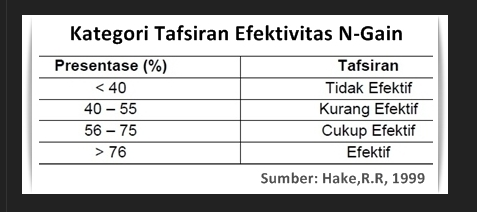 Kategori Tafsiran Efektivitas N-Gain
Presentase (%) Tafsiran
< 40 Tidak Efektif
40 – 55 Kurang Efektif
56 – 75 Cukup Efektif
> 76 Efektif
Sumber: Hake,R.R, 1999